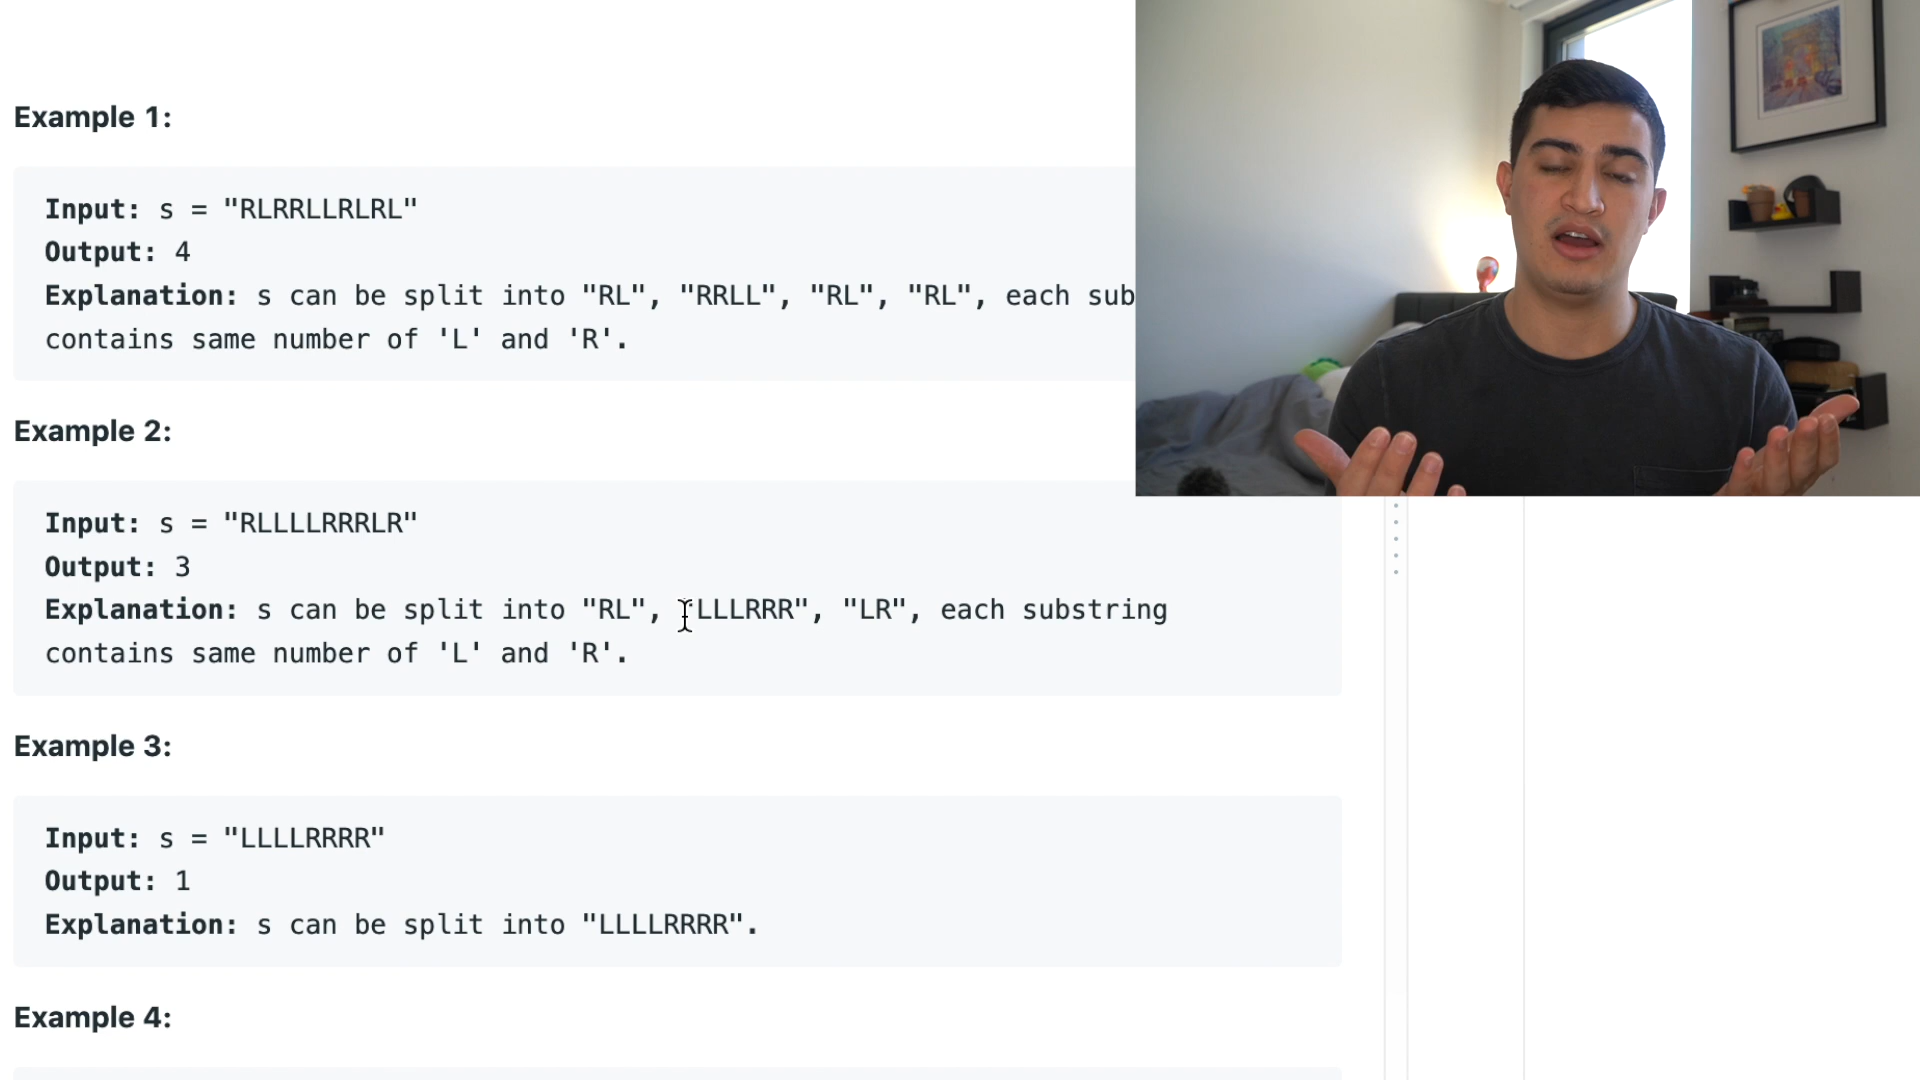 Example 1:
Input: s = "RLRRLLRLRL"
Output: 4
Explanation: s can be split into "RL", "RRLL", "RL", "RL", each sub
contains same number of 'L' and 'R'.
Example 2:
Input: s = "RLLLLRRRLR"
Output: 3
Explanation: s can be split into "RL", "LLLRRR", "LR", each substring
contains same number of 'L' and 'R'.
Example 3:
Input: s = "LLLLRRRR"
Output: 1
Explanation: s can be split into "LLLLRRRR".
Example 4: